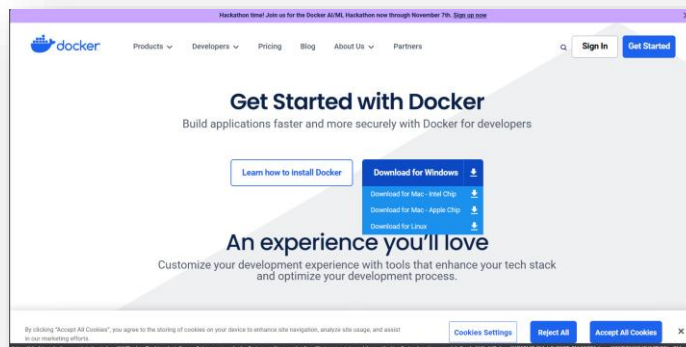 Hackathon time! Join us for the Docker AI/ML Hackathon now through November 7th. Sign up now
docker
Products
Developers
Pricing
Blog
About Us
Partners
Sign In
Get Started
Get Started with Docker
Build applications faster and more securely with Docker for developers
Learn how to install Docker
Download for Windows
Download for Mac - Intel Chip
Download for Mac - Apple Chip
Download for Linux
An experience you'll love
Customize your development experience with tools that enhance your tech stack
and optimize your development process.
By clicking "Accept All Cookies", you agree to the storing of cookies on your device to enhance site navigation, analyze site usage, and assist
in our marketing efforts.
Cookies Settings
Reject All
Accept All Cookies